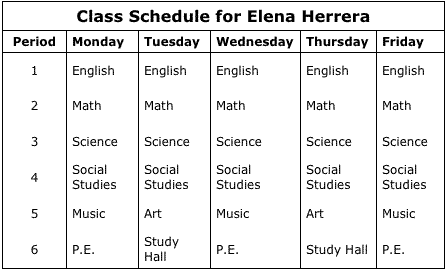 Class Schedule for Elena Herrera
Period Monday Tuesday Wednesday Thursday Friday
1 English English English English English
2 Math Math Math Math Math
3 Science Science Science Science Science
4 Social Studies Social Studies Social Studies Social Studies Social Studies
5 Music Art Music Art Music
6 P.E. Study Hall P.E. Study Hall P.E.